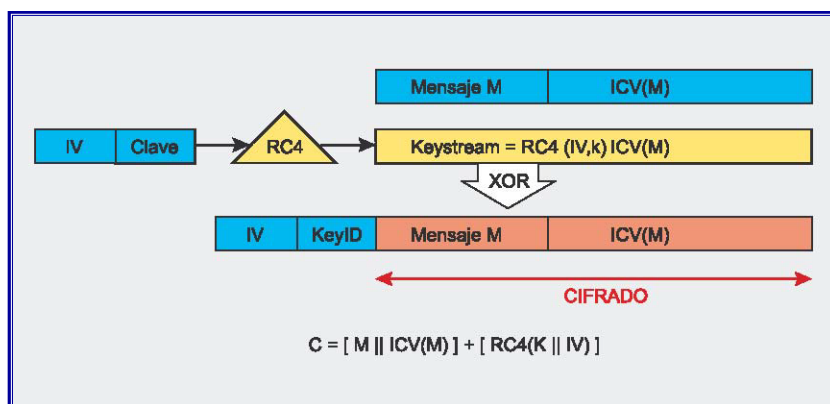 Mensaje M ICV(M)
IV Clave RC4 Keystream = RC4 (IV,k) ICV(M)
XOR
IV KeyID Mensaje M ICV(M)
CIFRADO
C = [ M || ICV(M) ] + [ RC4(K || IV) ]